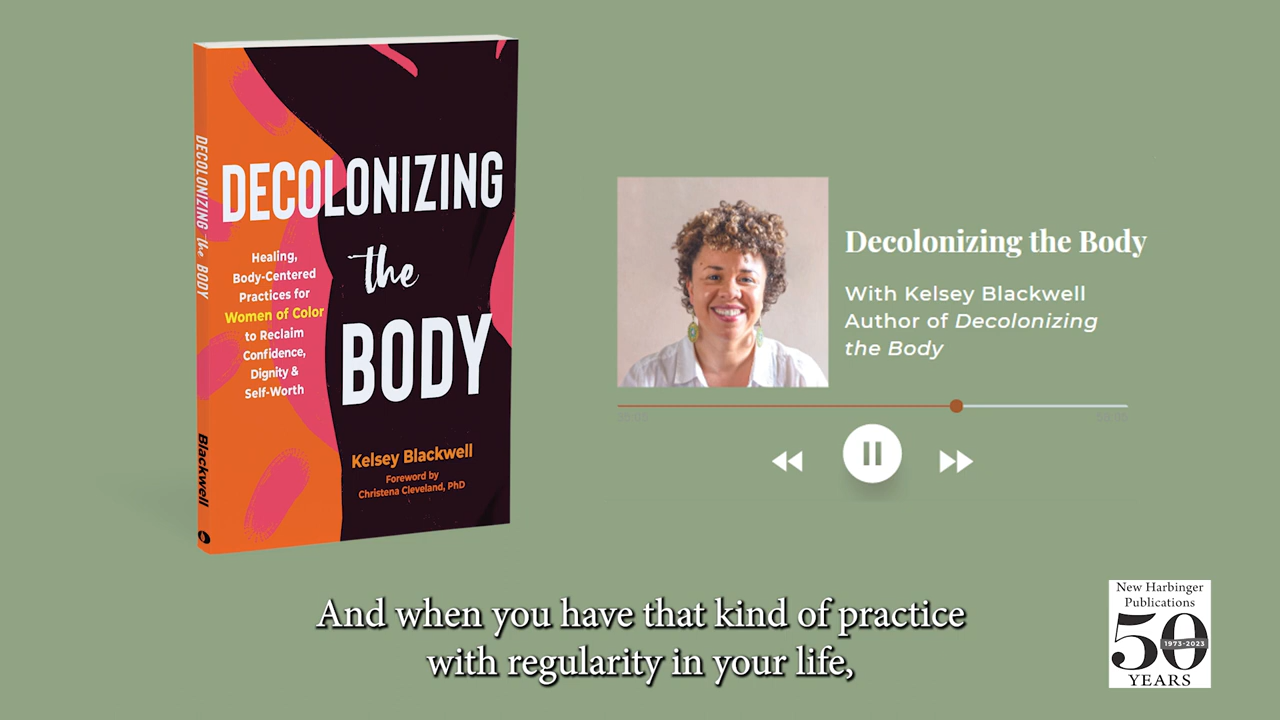 DECOLONIZING the BODY
Blackwell
DECOLONIZING
the
BODY
Healing,
Body-Centered
Practices for
Women of Color
to Reclaim
Confidence,
Dignity &
Self-Worth
Kelsey Blackwell
Foreword by
Christena Cleveland, PhD
Decolonizing the Body
With Kelsey Blackwell
Author of Decolonizing
the Body
And when you have that kind of practice
with regularity in your life,
New Harbinger
Publications
50
1973-2023
YEARS